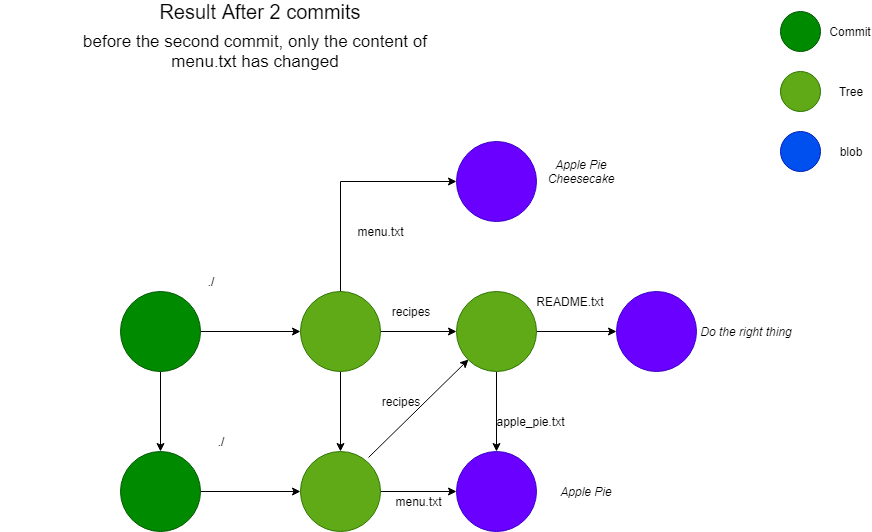 Result After 2 commits
before the second commit, only the content of
menu.txt has changed
Commit
Tree
blob
Apple Pie
Cheesecake
menu.txt
./
recipes
README.txt
Do the right thing
recipes
apple_pie.txt
./
menu.txt
Apple Pie